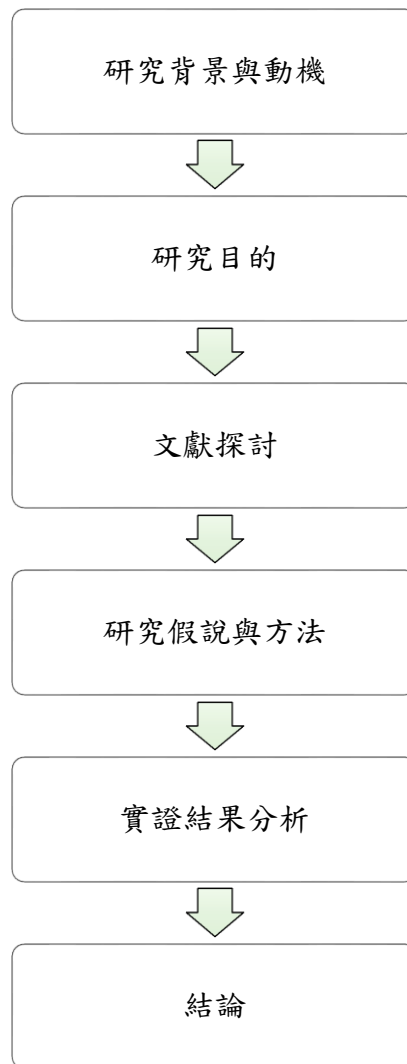 研究背景與動機
研究目的
文獻探討
研究假說與方法
實證結果分析
結論